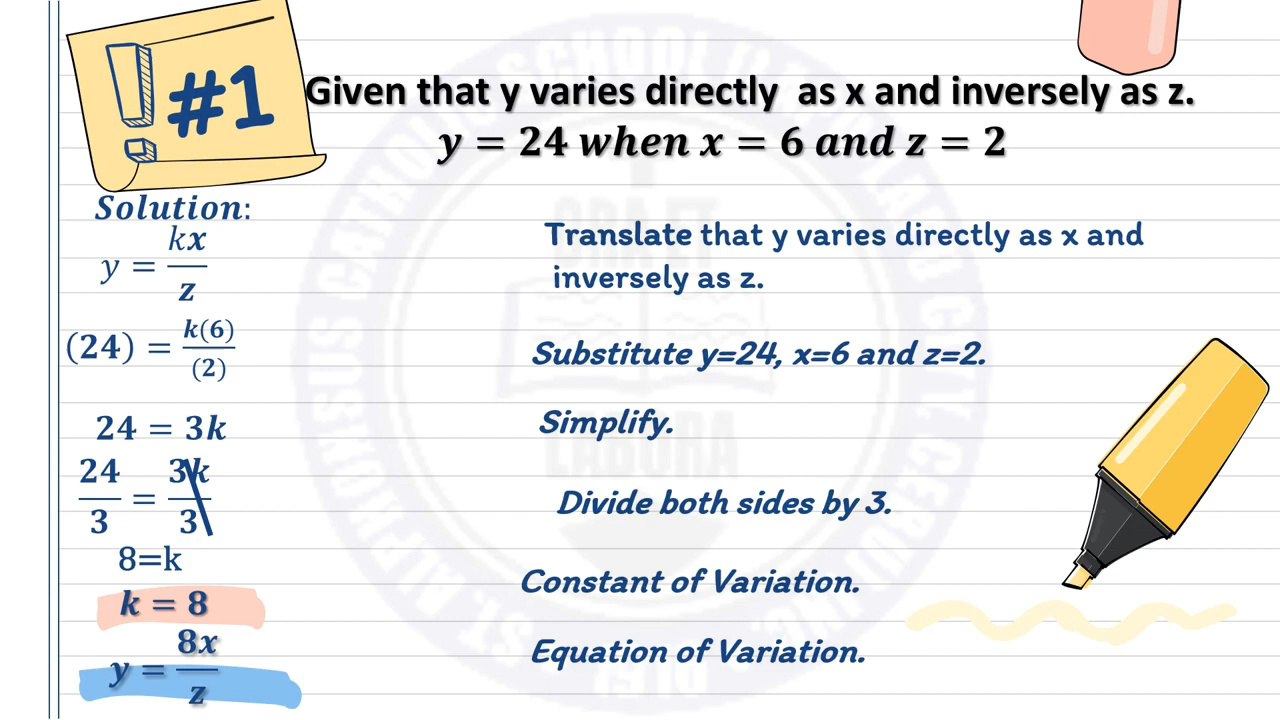 #1
Given that y varies directly as x and inversely as z.
y = 24 when x = 6 and z = 2
Solution:
y = kx/z
Translate that y varies directly as x and
inversely as z.
(24) = k(6)/(2)
Substitute y=24, x=6 and z=2.
24 = 3k
Simplify.
24/3 = 3k/3
Divide both sides by 3.
8=k
k = 8
Constant of Variation.
y = 8x/z
Equation of Variation.